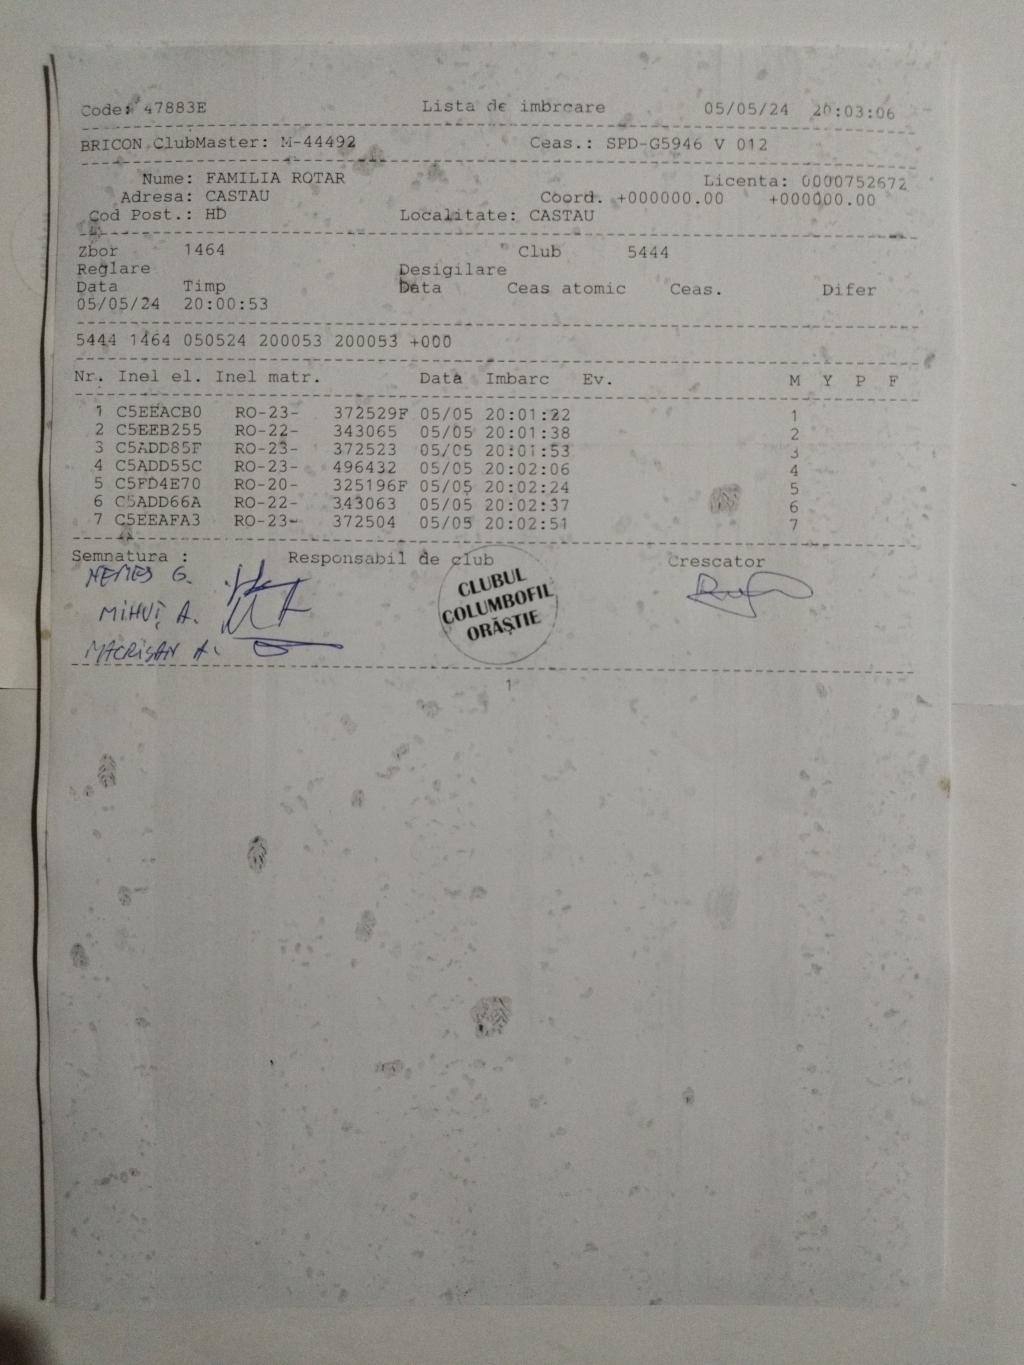 Code: 47883E Lista de imbrcare 05/05/24 20:03:06
BRICON ClubMaster: M-44492 Ceas.: SPD-G5946 V 012
Nume: FAMILIA ROTAR Licenta: 0000752672
Adresa: CASTAU Coord. +000000.00 +000000.00
Cod Post.: HD Localitate: CASTAU
Zbor 1464 Club 5444
Reglare Desigilare
Data Timp Data Ceas atomic Ceas. Difer
05/05/24 20:00:53
5444 1464 050524 200053 200053 +000
Nr. Inel el. Inel matr. Data Imbarc Ev. M Y P F
1 C5EEACB0 RO-23- 372529F 05/05 20:01:22 1
2 C5EEB255 RO-22- 343065 05/05 20:01:38 2
3 C5ADD85F RO-23- 372523 05/05 20:01:53 3
4 C5ADD55C RO-23- 496432 05/05 20:02:06 4
5 C5FD4E70 RO-20- 325196F 05/05 20:02:24 5
6 C5ADD66A RO-22- 343063 05/05 20:02:37 6
7 C5EEAFA3 RO-23- 372504 05/05 20:02:51 7
Semnatura : Responsabil de club Crescator
NEMES G.
MIHUȚ A.
MACRIȘAN A.
CLUBUL
COLUMBOFIL
ORĂȘTIE
1